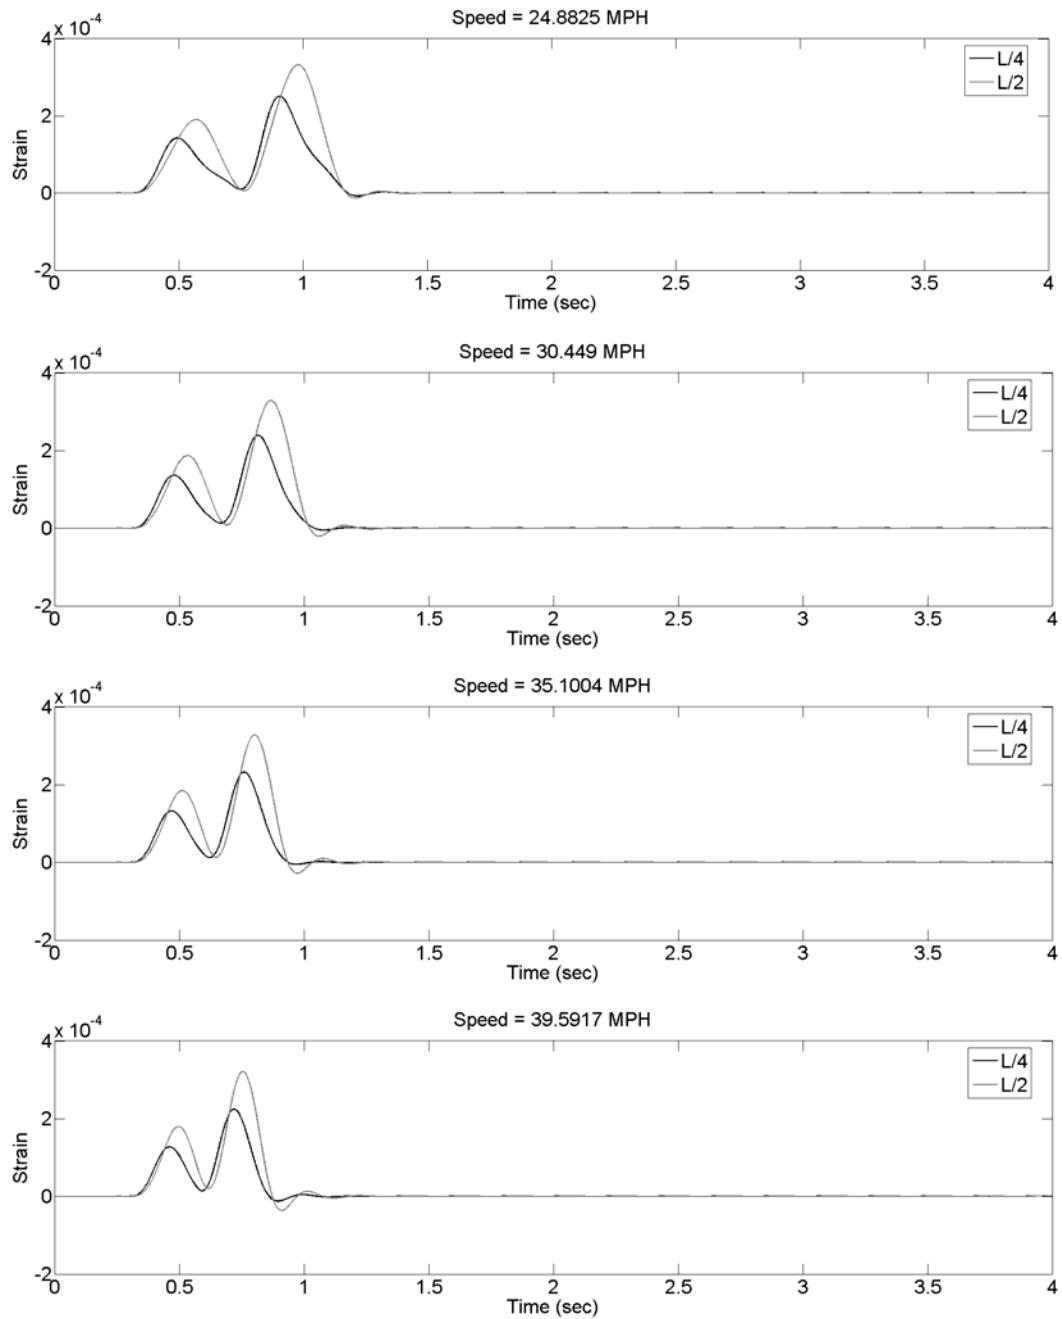 Speed = 24.8825 MPH
x 10^-4
4
2
0
-2
Strain
L/4
L/2
0 0.5 1 1.5 2 2.5 3 3.5 4
Time (sec)
Speed = 30.449 MPH
x 10^-4
4
2
0
-2
Strain
L/4
L/2
0 0.5 1 1.5 2 2.5 3 3.5 4
Time (sec)
Speed = 35.1004 MPH
x 10^-4
4
2
0
-2
Strain
L/4
L/2
0 0.5 1 1.5 2 2.5 3 3.5 4
Time (sec)
Speed = 39.5917 MPH
x 10^-4
4
2
0
-2
Strain
L/4
L/2
0 0.5 1 1.5 2 2.5 3 3.5 4
Time (sec)